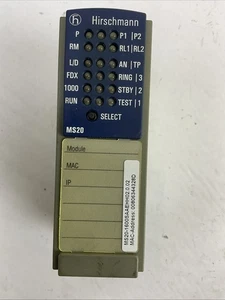 h Hirschmann
P P1 P2
RM RL1 RL2
L/D AN TP
FDX RING 3
1000 STBY 2
RUN TEST 1
SELECT
MS20
Module
MAC
IP